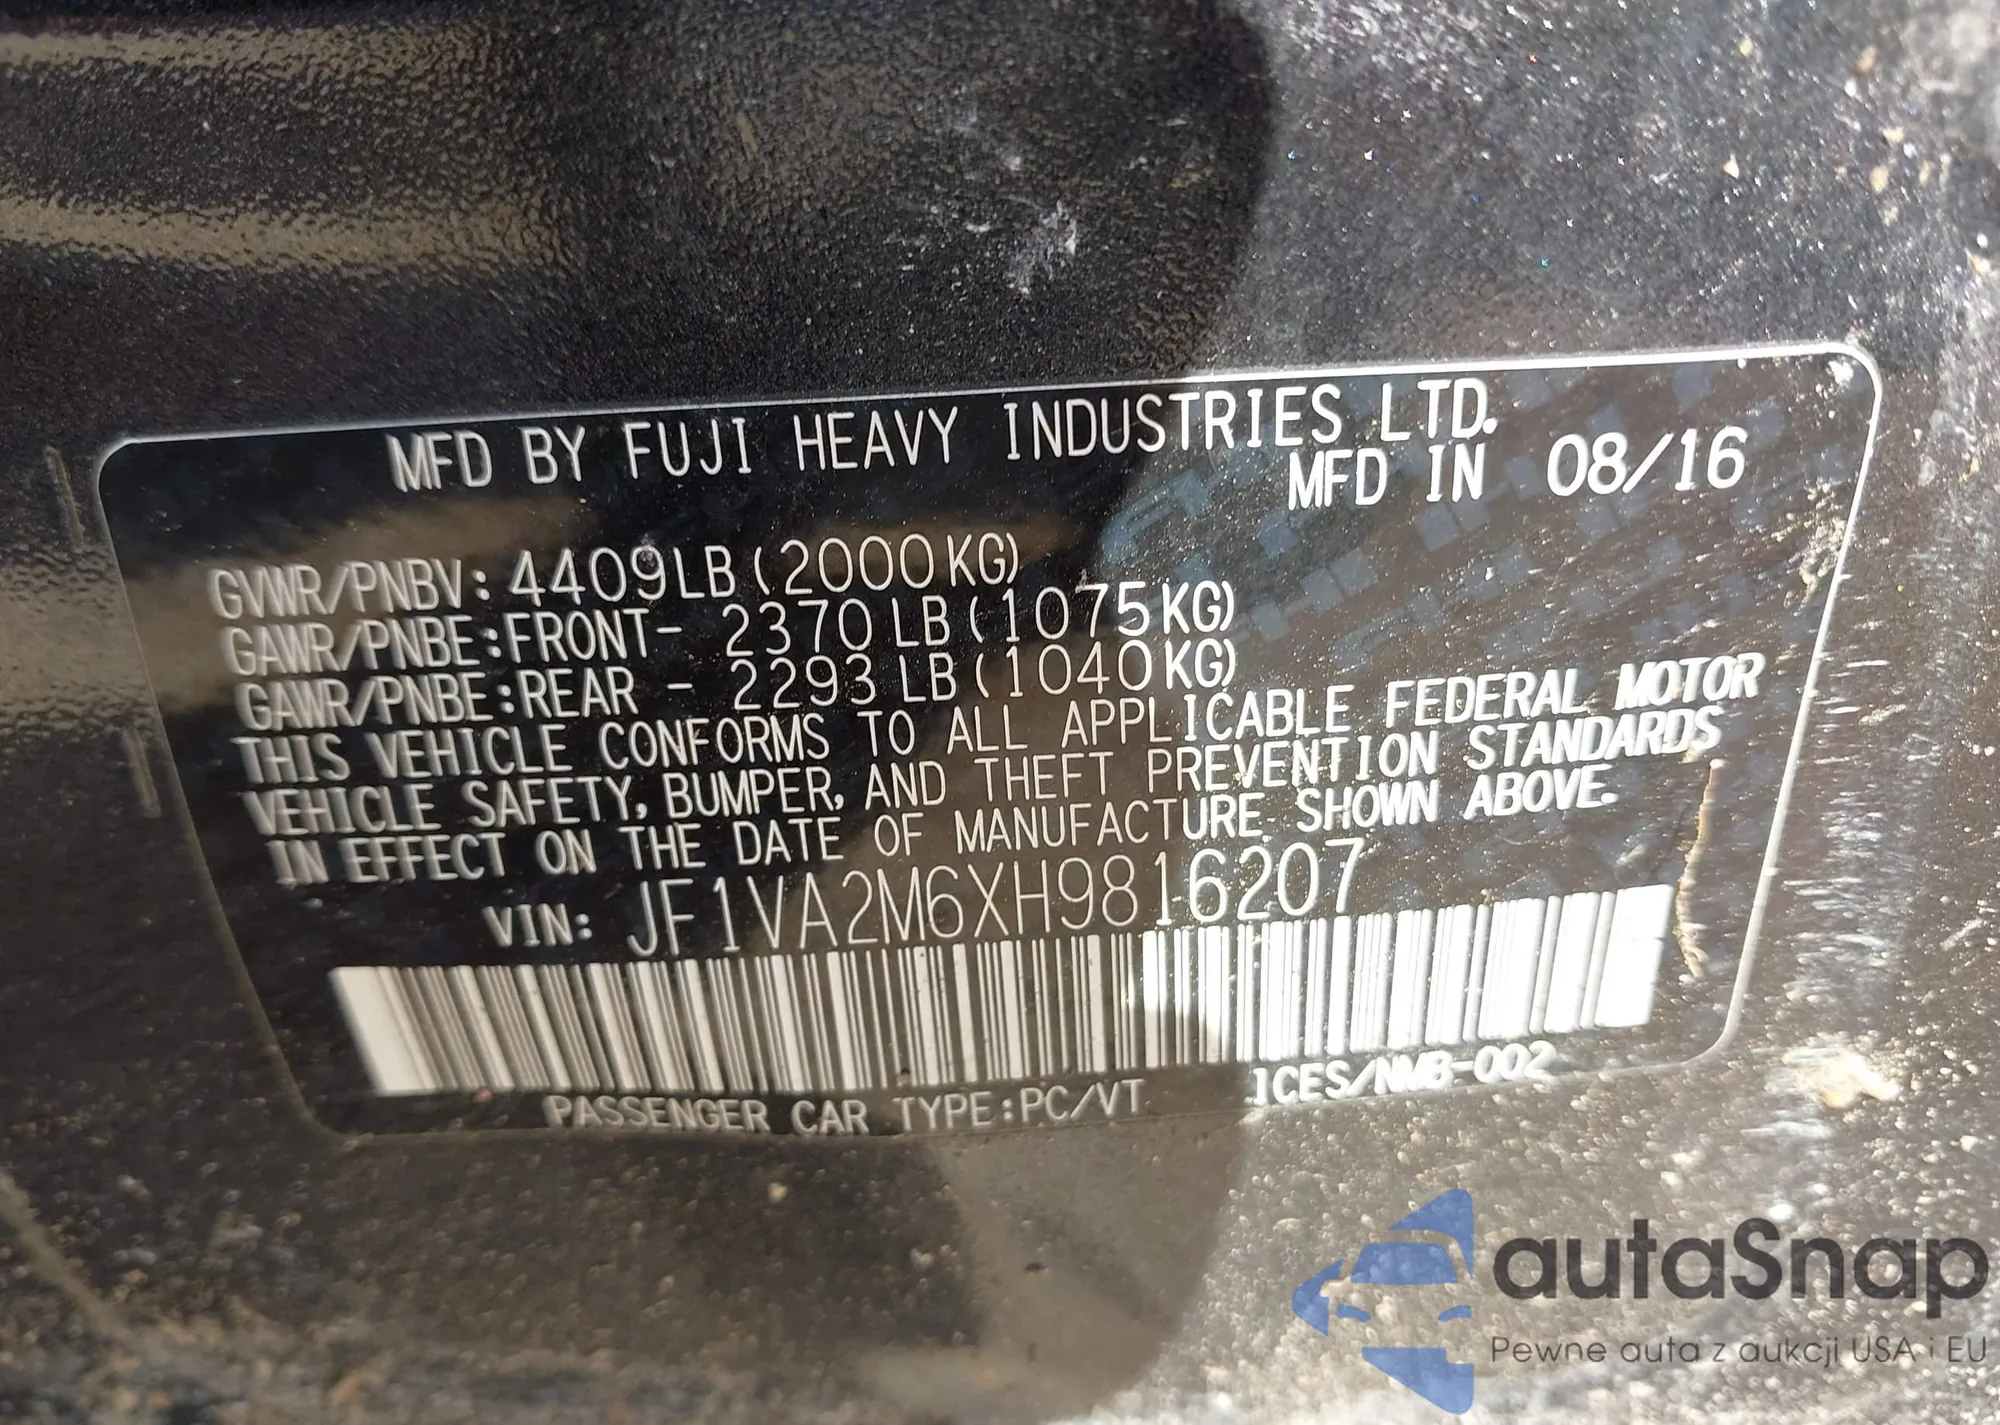 MFD BY FUJI HEAVY INDUSTRIES LTD.
MFD IN 08/16
GVWR/PNBV: 4409LB (2000KG)
GAWR/PNBE:FRONT- 2370 LB (1075KG)
GAWR/PNBE:REAR - 2293 LB (1040KG)
THIS VEHICLE CONFORMS TO ALL APPLICABLE FEDERAL MOTOR
VEHICLE SAFETY, BUMPER, AND THEFT PREVENTION STANDARDS
IN EFFECT ON THE DATE OF MANUFACTURE SHOWN ABOVE.
VIN: JF1VA2M6XH9816207
PASSENGER CAR TYPE:PC/VT
ICES/NMB-002
autaSnap
Pewne auta z aukcji USA i EU